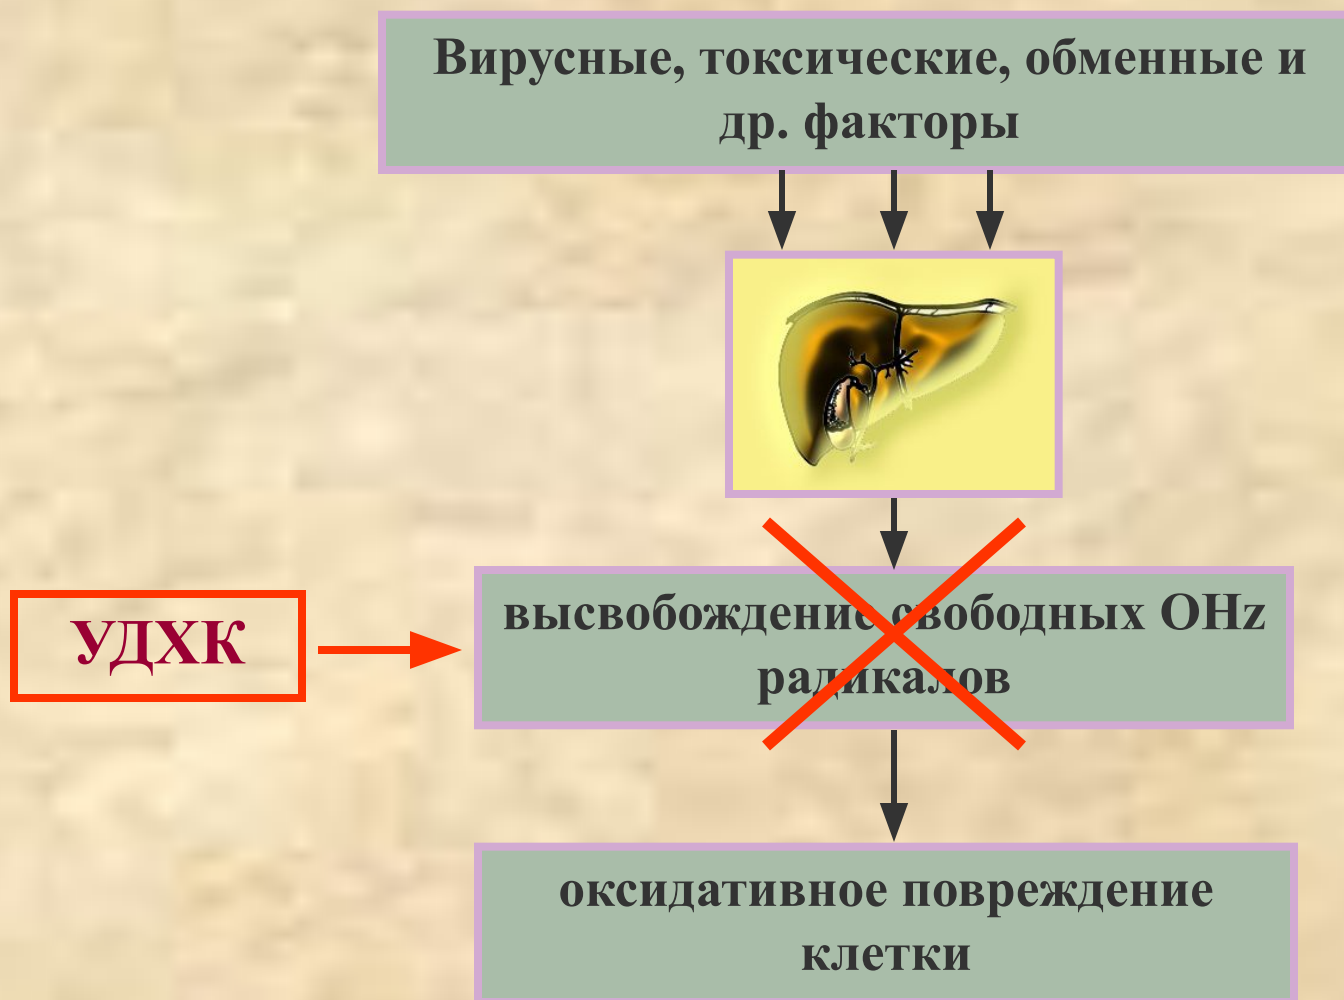 Вирусные, токсические, обменные и
др. факторы
УДХК
высвобождение свободных OHz
радикалов
оксидативное повреждение
клетки